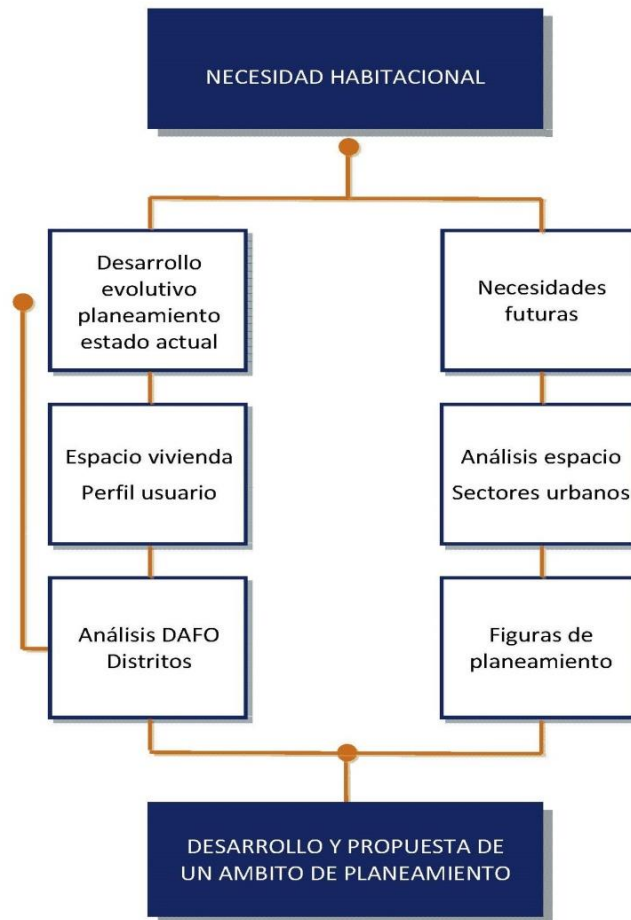 NECESIDAD HABITACIONAL
Desarrollo
evolutivo
planeamiento
estado actual
Necesidades
futuras
Espacio vivienda
Perfil usuario
Análisis espacio
Sectores urbanos
Análisis DAFO
Distritos
Figuras de
planeamiento
DESARROLLO Y PROPUESTA DE
UN AMBITO DE PLANEAMIENTO